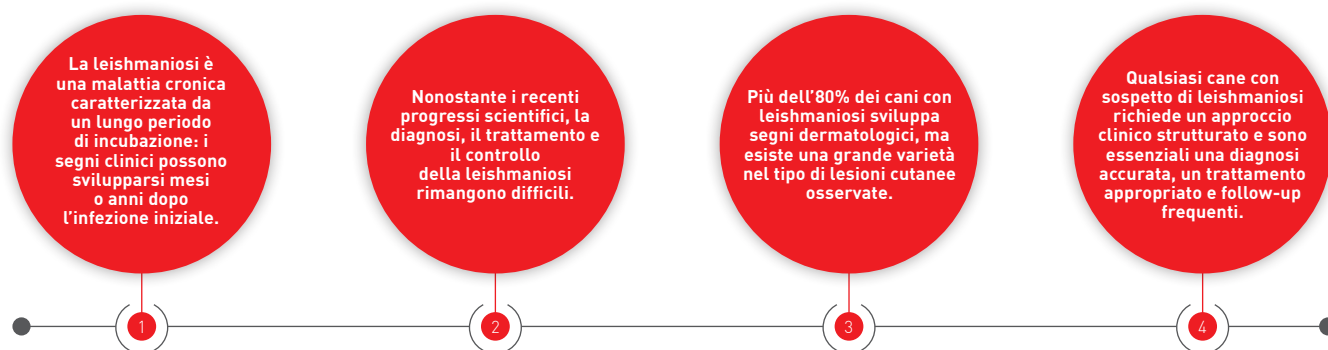 La leishmaniosi è
una malattia cronica
caratterizzata da
un lungo periodo
di incubazione: i
segni clinici possono
svilupparsi mesi
o anni dopo
l'infezione iniziale.
1
Nonostante i recenti
progressi scientifici, la
diagnosi, il trattamento e
il controllo
della leishmaniosi
rimangono difficili.
2
Più dell'80% dei cani con
leishmaniosi sviluppa
segni dermatologici, ma
esiste una grande varietà
nel tipo di lesioni cutanee
osservate.
3
Qualsiasi cane con
sospetto di leishmaniosi
richiede un approccio
clinico strutturato e sono
essenziali una diagnosi
accurata, un trattamento
appropriato e follow-up
frequenti.
4